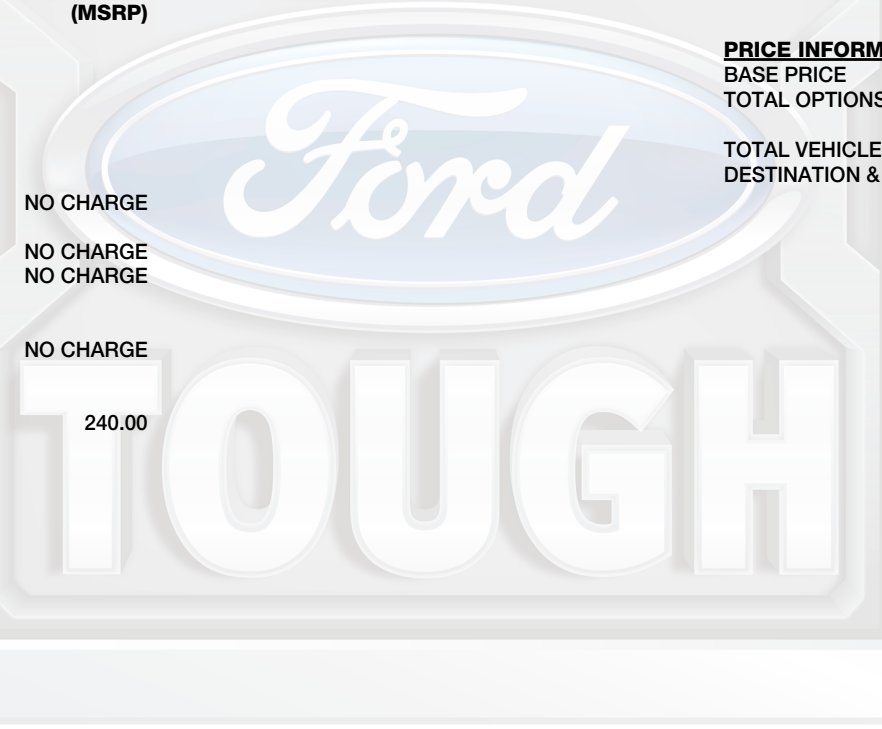 (MSRP)
NO CHARGE
NO CHARGE
NO CHARGE
NO CHARGE
240.00
PRICE INFORM
BASE PRICE
TOTAL OPTIONS
TOTAL VEHICLE
DESTINATION &
Ford
TOUGH